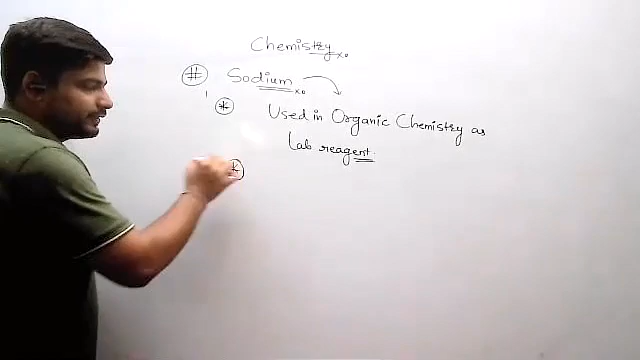 Chemistry
# Sodium
* Used in Organic Chemistry as
Lab reagent.
*